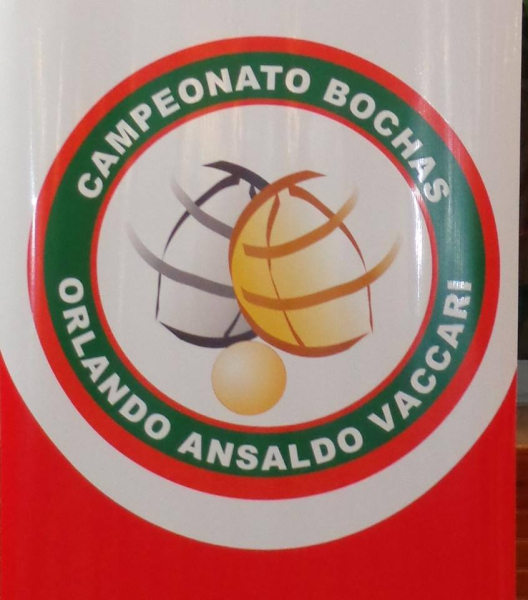 CAMPEONATO BOCHAS
ORLANDO ANSALDO VACCARI